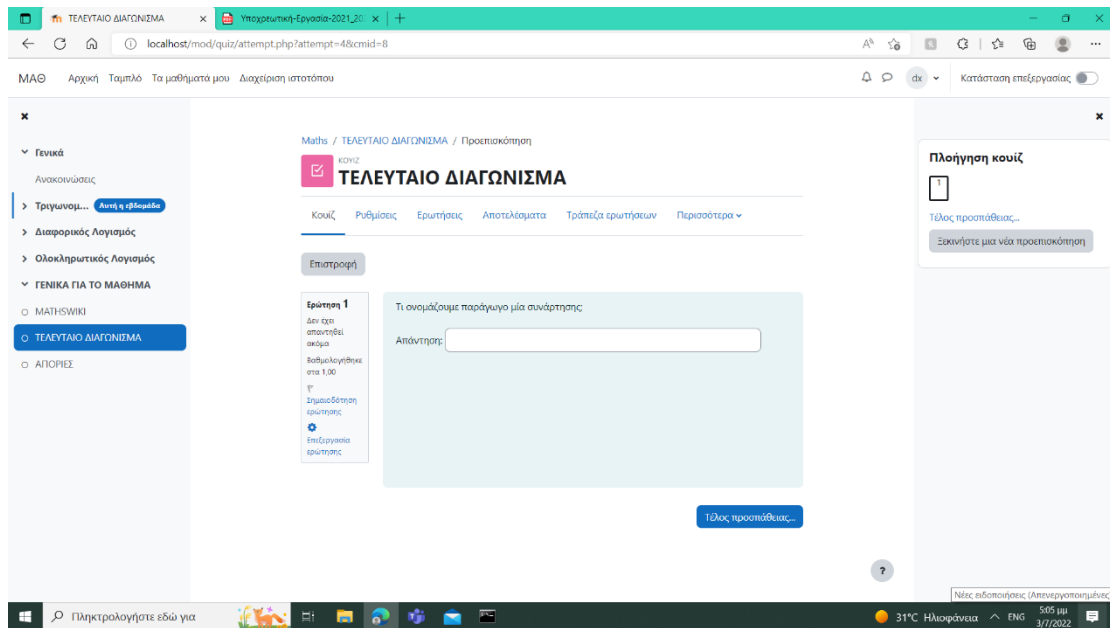 ΤΕΛΕΥΤΑΙΟ ΔΙΑΓΩΝΙΣΜΑ
Υποχρεωτική-Εργασία-2021_20
localhost/mod/quiz/attempt.php?attempt=4&cmid=8
ΜΑΘ Αρχική Ταμπλό Τα μαθήματά μου Διαχείριση ιστοτόπου
dx Κατάσταση επεξεργασίας
Γενικά
Ανακοινώσεις
Τριγωνομ... Αυτή η εβδομάδα
Διαφορικός Λογισμός
Ολοκληρωτικός Λογισμός
ΓΕΝΙΚΑ ΓΙΑ ΤΟ ΜΑΘΗΜΑ
MATHSWIKI
ΤΕΛΕΥΤΑΙΟ ΔΙΑΓΩΝΙΣΜΑ
ΑΠΟΡΙΕΣ
Maths / ΤΕΛΕΥΤΑΙΟ ΔΙΑΓΩΝΙΣΜΑ / Προεπισκόπηση
ΚΟΥΙΖ
ΤΕΛΕΥΤΑΙΟ ΔΙΑΓΩΝΙΣΜΑ
Κουίζ Ρυθμίσεις Ερωτήσεις Αποτελέσματα Τράπεζα ερωτήσεων Περισσότερα
Επιστροφή
Ερώτηση 1
Δεν έχει
απαντηθεί
ακόμα
Βαθμολογήθηκε
στα 1,00
Σημαιοδότηση
ερώτησης
Επεξεργασία
ερώτησης
Τι ονομάζουμε παράγωγο μία συνάρτησης;
Απάντηση:
Τέλος προσπάθειας...
Πλοήγηση κουίζ
1
Τέλος προσπάθειας...
Ξεκινήστε μια νέα προεπισκόπηση
?
Νέες ειδοποιήσεις (Απενεργοποιημένες
Πληκτρολογήστε εδώ για
31°C Ηλιοφάνεια ENG
5:05 μμ
3/7/2022